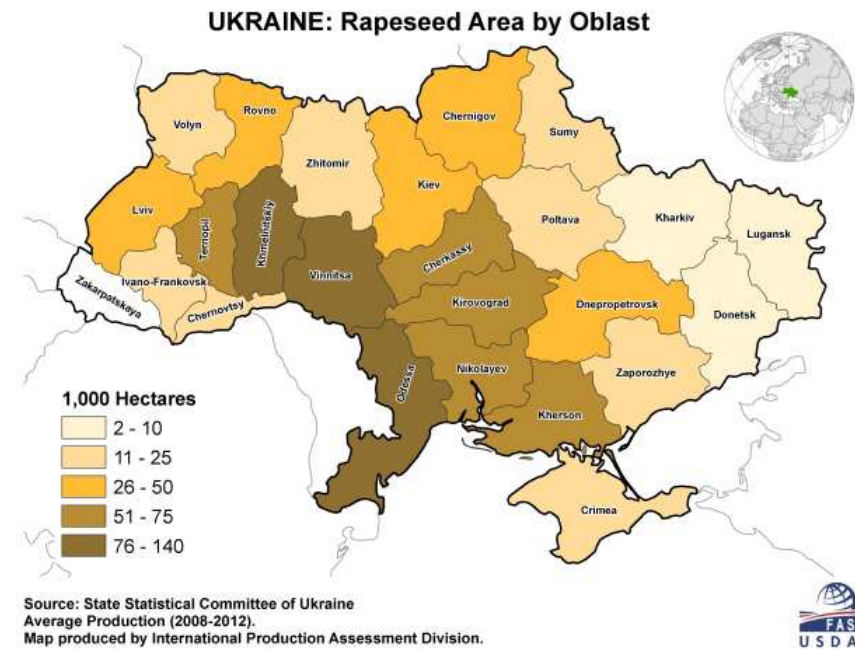 UKRAINE: Rapeseed Area by Oblast
Volyn
Rovno
Zhitomir
Chernigov
Sumy
Kiev
Lviv
Ternopil
Khmelnitskiy
Poltava
Kharkiv
Lugansk
Zakarpatskaya
Ivano-Frankovsk
Chernovtsy
Vinnitsa
Cherkassy
Kirovograd
Dnepropetrovsk
Donetsk
Odessa
Nikolayev
Zaporozhye
Kherson
Crimea
1,000 Hectares
2 - 10
11 - 25
26 - 50
51 - 75
76 - 140
Source: State Statistical Committee of Ukraine
Average Production (2008-2012).
Map produced by International Production Assessment Division.
FAS
USDA